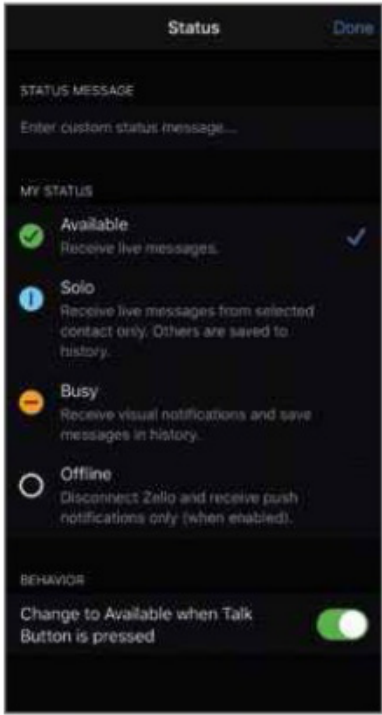 Status
Done
STATUS MESSAGE
Enter custom status message...
MY STATUS
Available
Receive live messages.
Solo
Receive live messages from selected
contact only. Others are saved to
history.
Busy
Receive visual notifications and save
messages in history.
Offline
Disconnect Zello and receive push
notifications only (when enabled).
BEHAVIOR
Change to Available when Talk
Button is pressed